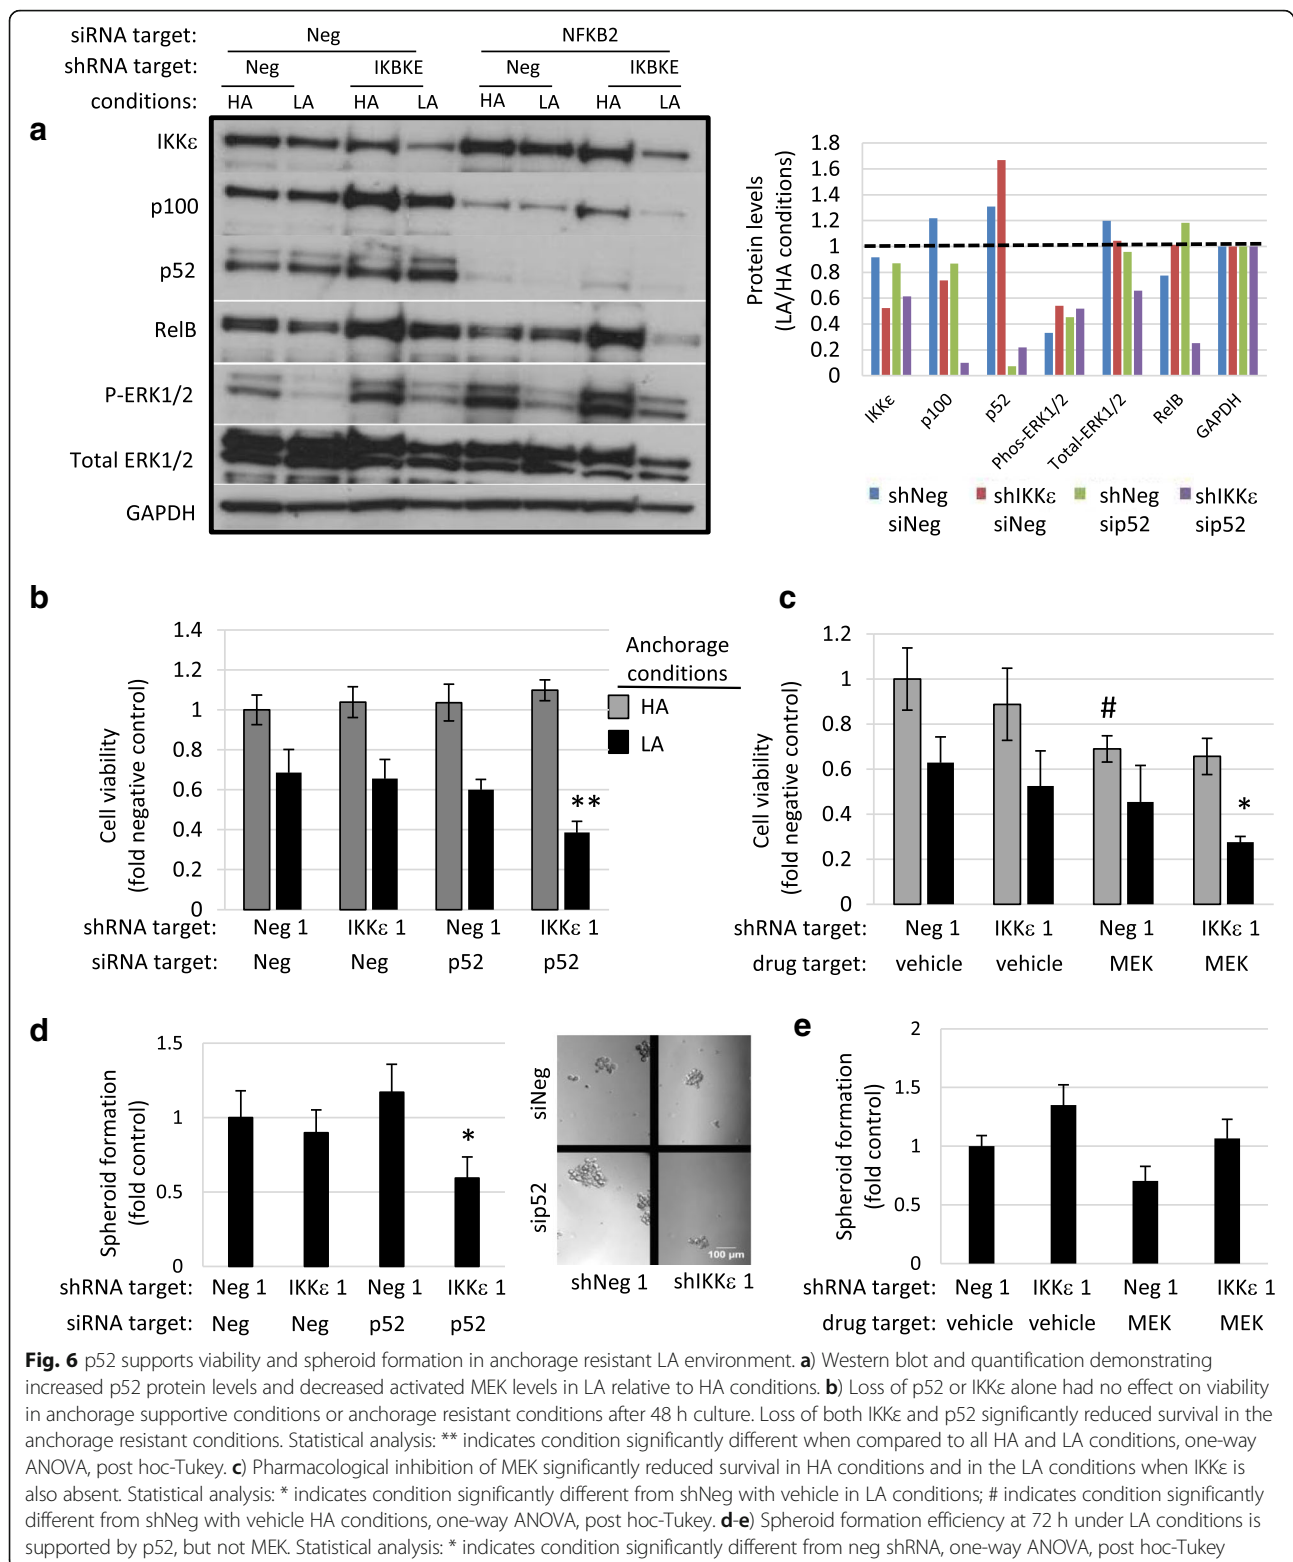 siRNA target: Neg NFKB2
shRNA target: Neg IKBKE Neg IKBKE
conditions: HA LA HA LA HA LA HA LA
a
IKKε
p100
p52
RelB
P-ERK1/2
Total ERK1/2
GAPDH
Protein levels
(LA/HA conditions)
1.8
1.6
1.4
1.2
1
0.8
0.6
0.4
0.2
0
IKKε p100 p52 Phos-ERK1/2 Total-ERK1/2 RelB GAPDH
shNeg shIKKε shNeg shIKKε
siNeg siNeg sip52 sip52
b
Cell viability
(fold negative control)
1.4
1.2
1
0.8
0.6
0.4
0.2
0
**
Anchorage
conditions
HA
LA
shRNA target: Neg 1 IKKε 1 Neg 1 IKKε 1
siRNA target: Neg Neg p52 p52
c
Cell viability
(fold negative control)
1.2
1
0.8
0.6
0.4
0.2
0
#
*
shRNA target: Neg 1 IKKε 1 Neg 1 IKKε 1
drug target: vehicle vehicle MEK MEK
d
Spheroid formation
(fold control)
1.5
1
0.5
0
*
shRNA target: Neg 1 IKKε 1 Neg 1 IKKε 1
siRNA target: Neg Neg p52 p52
siNeg
sip52
100 µm
shNeg 1 shIKKε 1
e
Spheroid formation
(fold control)
2
1.5
1
0.5
0
shRNA target: Neg 1 IKKε 1 Neg 1 IKKε 1
drug target: vehicle vehicle MEK MEK
Fig. 6 p52 supports viability and spheroid formation in anchorage resistant LA environment. a) Western blot and quantification demonstrating
increased p52 protein levels and decreased activated MEK levels in LA relative to HA conditions. b) Loss of p52 or IKKε alone had no effect on viability
in anchorage supportive conditions or anchorage resistant conditions after 48 h culture. Loss of both IKKε and p52 significantly reduced survival in the
anchorage resistant conditions. Statistical analysis: ** indicates condition significantly different when compared to all HA and LA conditions, one-way
ANOVA, post hoc-Tukey. c) Pharmacological inhibition of MEK significantly reduced survival in HA conditions and in the LA conditions when IKKε is
also absent. Statistical analysis: * indicates condition significantly different from shNeg with vehicle in LA conditions; # indicates condition significantly
different from shNeg with vehicle HA conditions, one-way ANOVA, post hoc-Tukey. d-e) Spheroid formation efficiency at 72 h under LA conditions is
supported by p52, but not MEK. Statistical analysis: * indicates condition significantly different from neg shRNA, one-way ANOVA, post hoc-Tukey